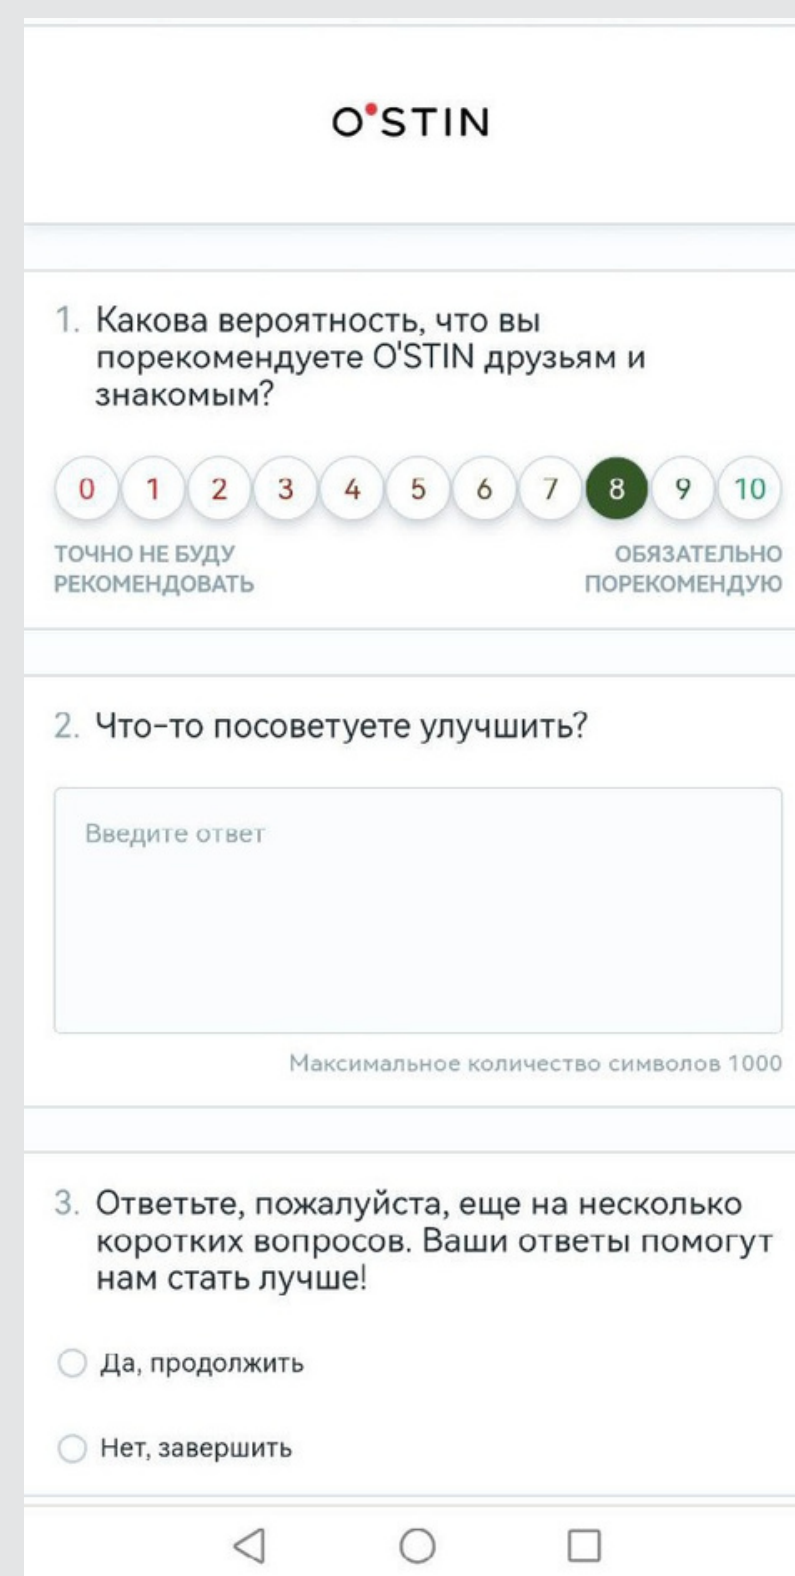 O'STIN
1. Какова вероятность, что вы
порекомендуете O'STIN друзьям и
знакомым?
0 1 2 3 4 5 6 7 8 9 10
ТОЧНО НЕ БУДУ
РЕКОМЕНДОВАТЬ
ОБЯЗАТЕЛЬНО
ПОРЕКОМЕНДУЮ
2. Что-то посоветуете улучшить?
Введите ответ
Максимальное количество символов 1000
3. Ответьте, пожалуйста, еще на несколько
коротких вопросов. Ваши ответы помогут
нам стать лучше!
Да, продолжить
Нет, завершить